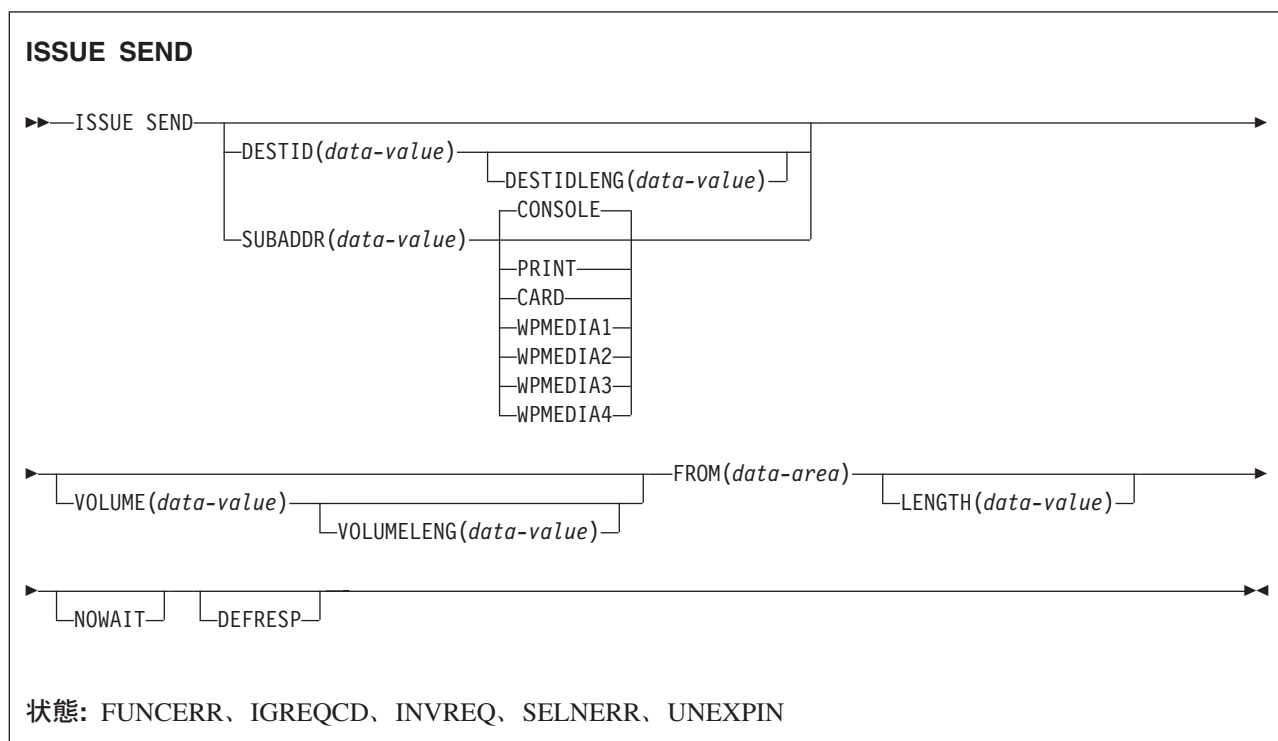 ISSUE SEND
ISSUE SEND
DESTID(data-value)
DESTIDLENG(data-value)
CONSOLE
SUBADDR(data-value)
PRINT
CARD
WPMEDIA1
WPMEDIA2
WPMEDIA3
WPMEDIA4
FROM(data-area)
VOLUME(data-value)
LENGTH(data-value)
VOLUMELENG(data-value)
NOWAIT DEFRESP
状態: FUNCERR、IGREQCD、INVREQ、SELNERR、UNEXPIN